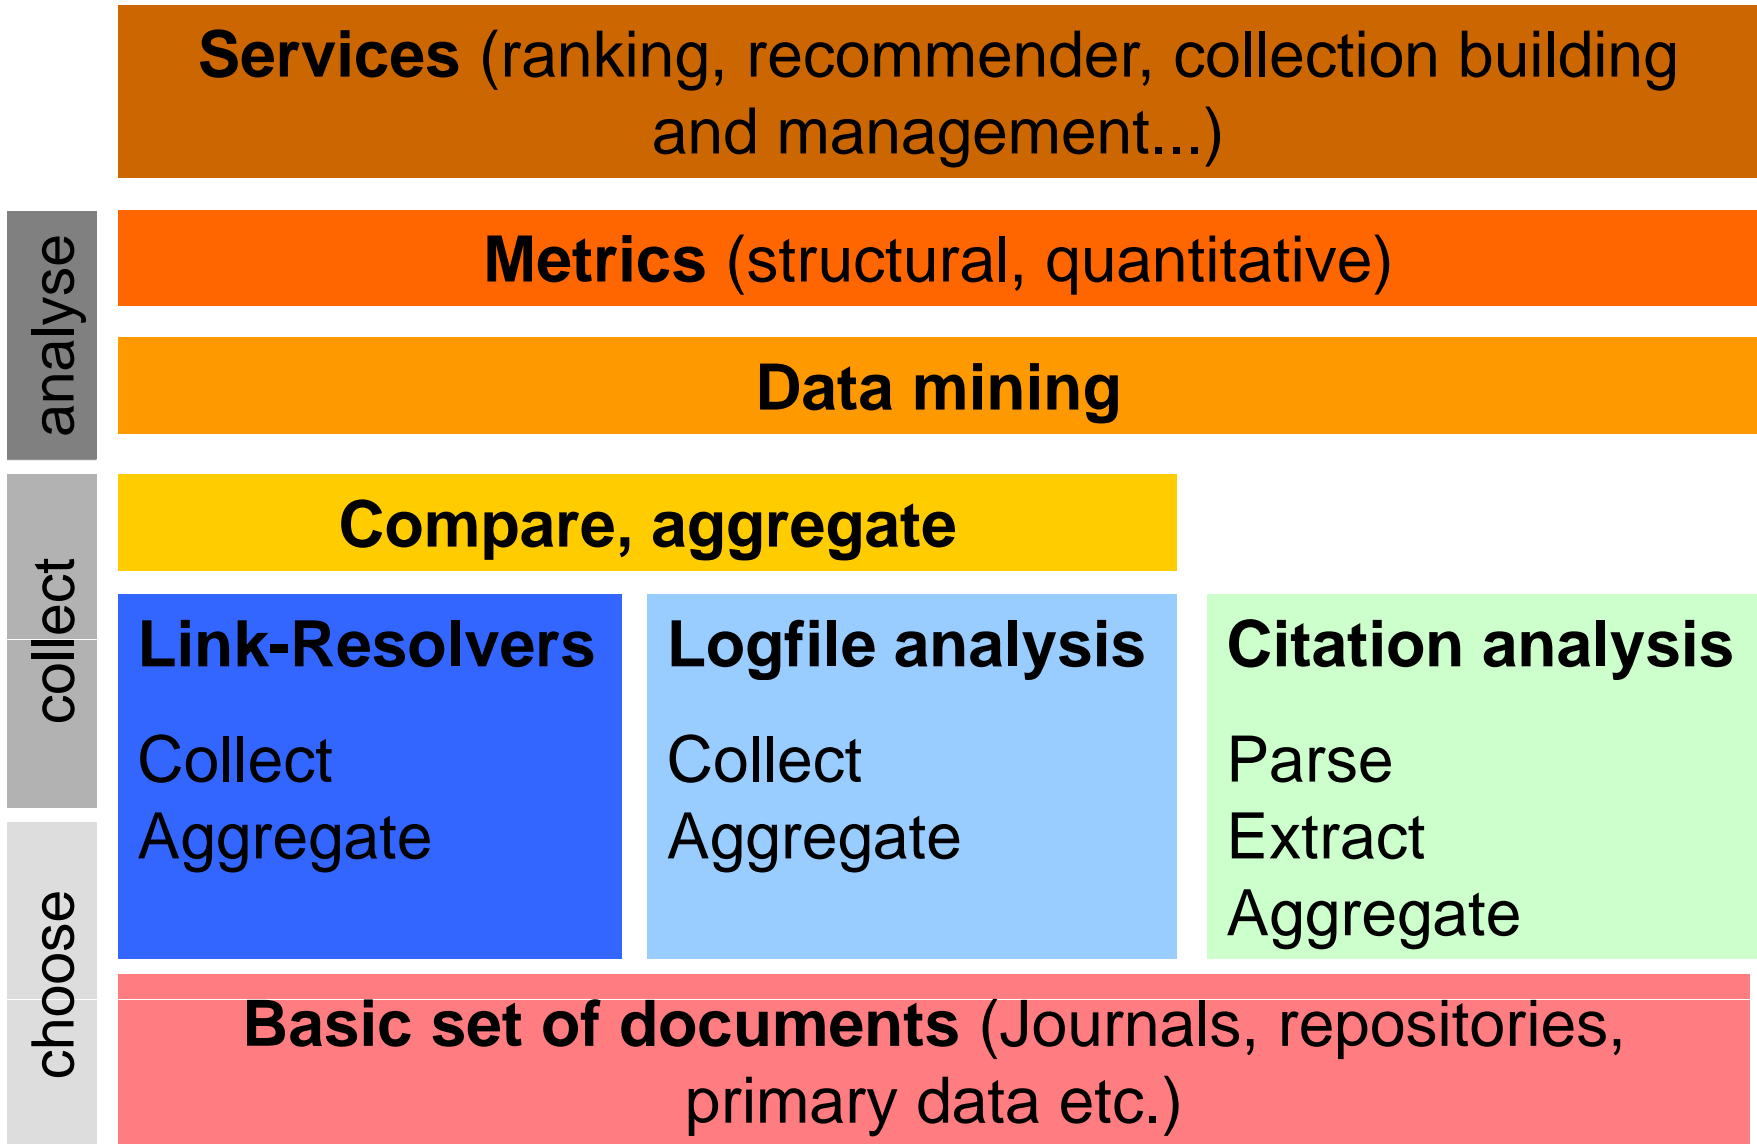 Services (ranking, recommender, collection building
and management...)
analyse
Metrics (structural, quantitative)
Data mining
collect
Compare, aggregate
Link-Resolvers
Collect
Aggregate
Logfile analysis
Collect
Aggregate
Citation analysis
Parse
Extract
Aggregate
choose
Basic set of documents (Journals, repositories,
primary data etc.)